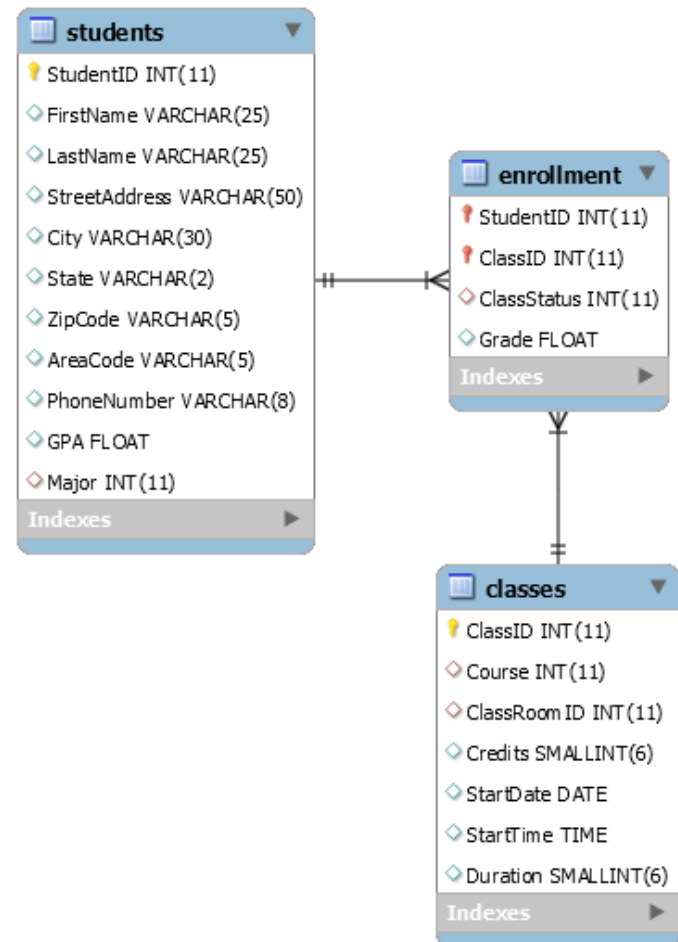 students
StudentID INT(11)
FirstName VARCHAR(25)
LastName VARCHAR(25)
StreetAddress VARCHAR(50)
City VARCHAR(30)
State VARCHAR(2)
ZipCode VARCHAR(5)
AreaCode VARCHAR(5)
PhoneNumber VARCHAR(8)
GPA FLOAT
Major INT(11)
Indexes
enrollment
StudentID INT(11)
ClassID INT(11)
ClassStatus INT(11)
Grade FLOAT
Indexes
classes
ClassID INT(11)
Course INT(11)
ClassRoomID INT(11)
Credits SMALLINT(6)
StartDate DATE
StartTime TIME
Duration SMALLINT(6)
Indexes